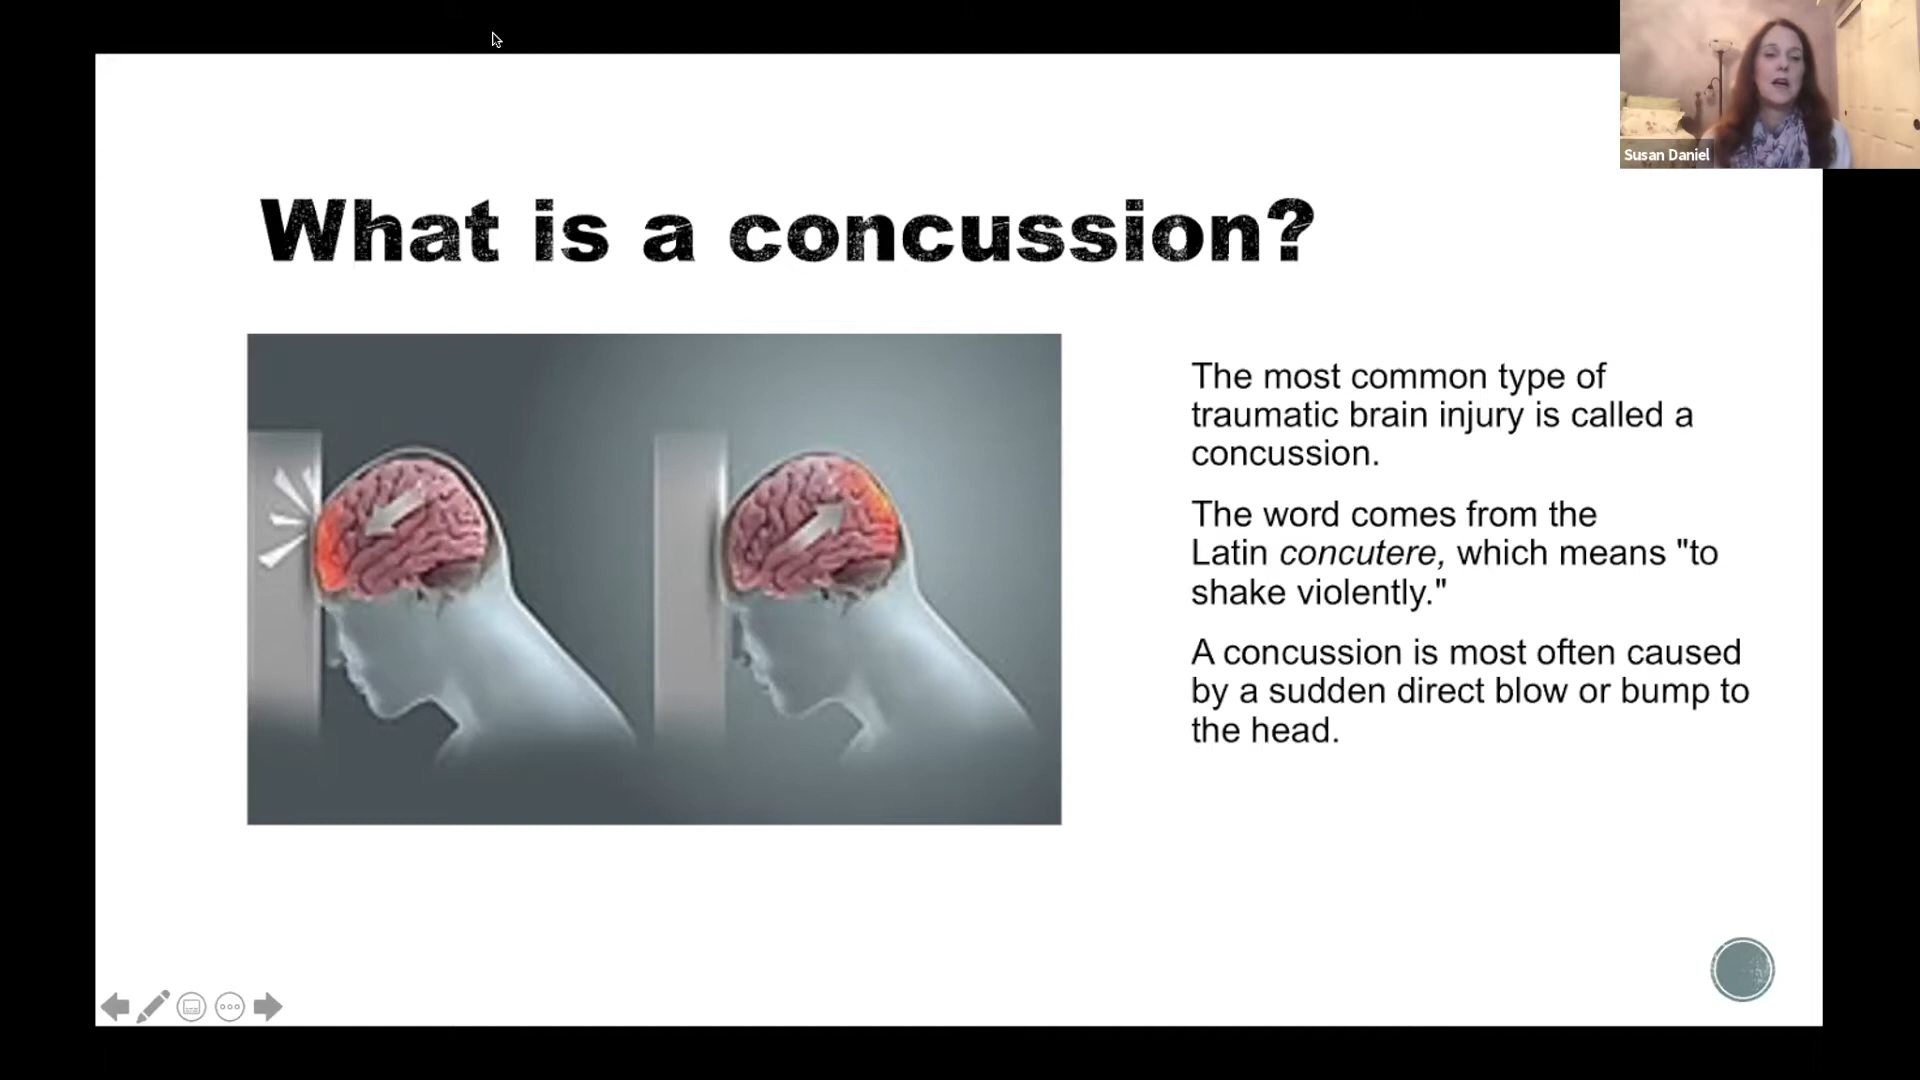 Susan Daniel
What is a concussion?
The most common type of
traumatic brain injury is called a
concussion.
The word comes from the
Latin concutere, which means "to
shake violently."
A concussion is most often caused
by a sudden direct blow or bump to
the head.